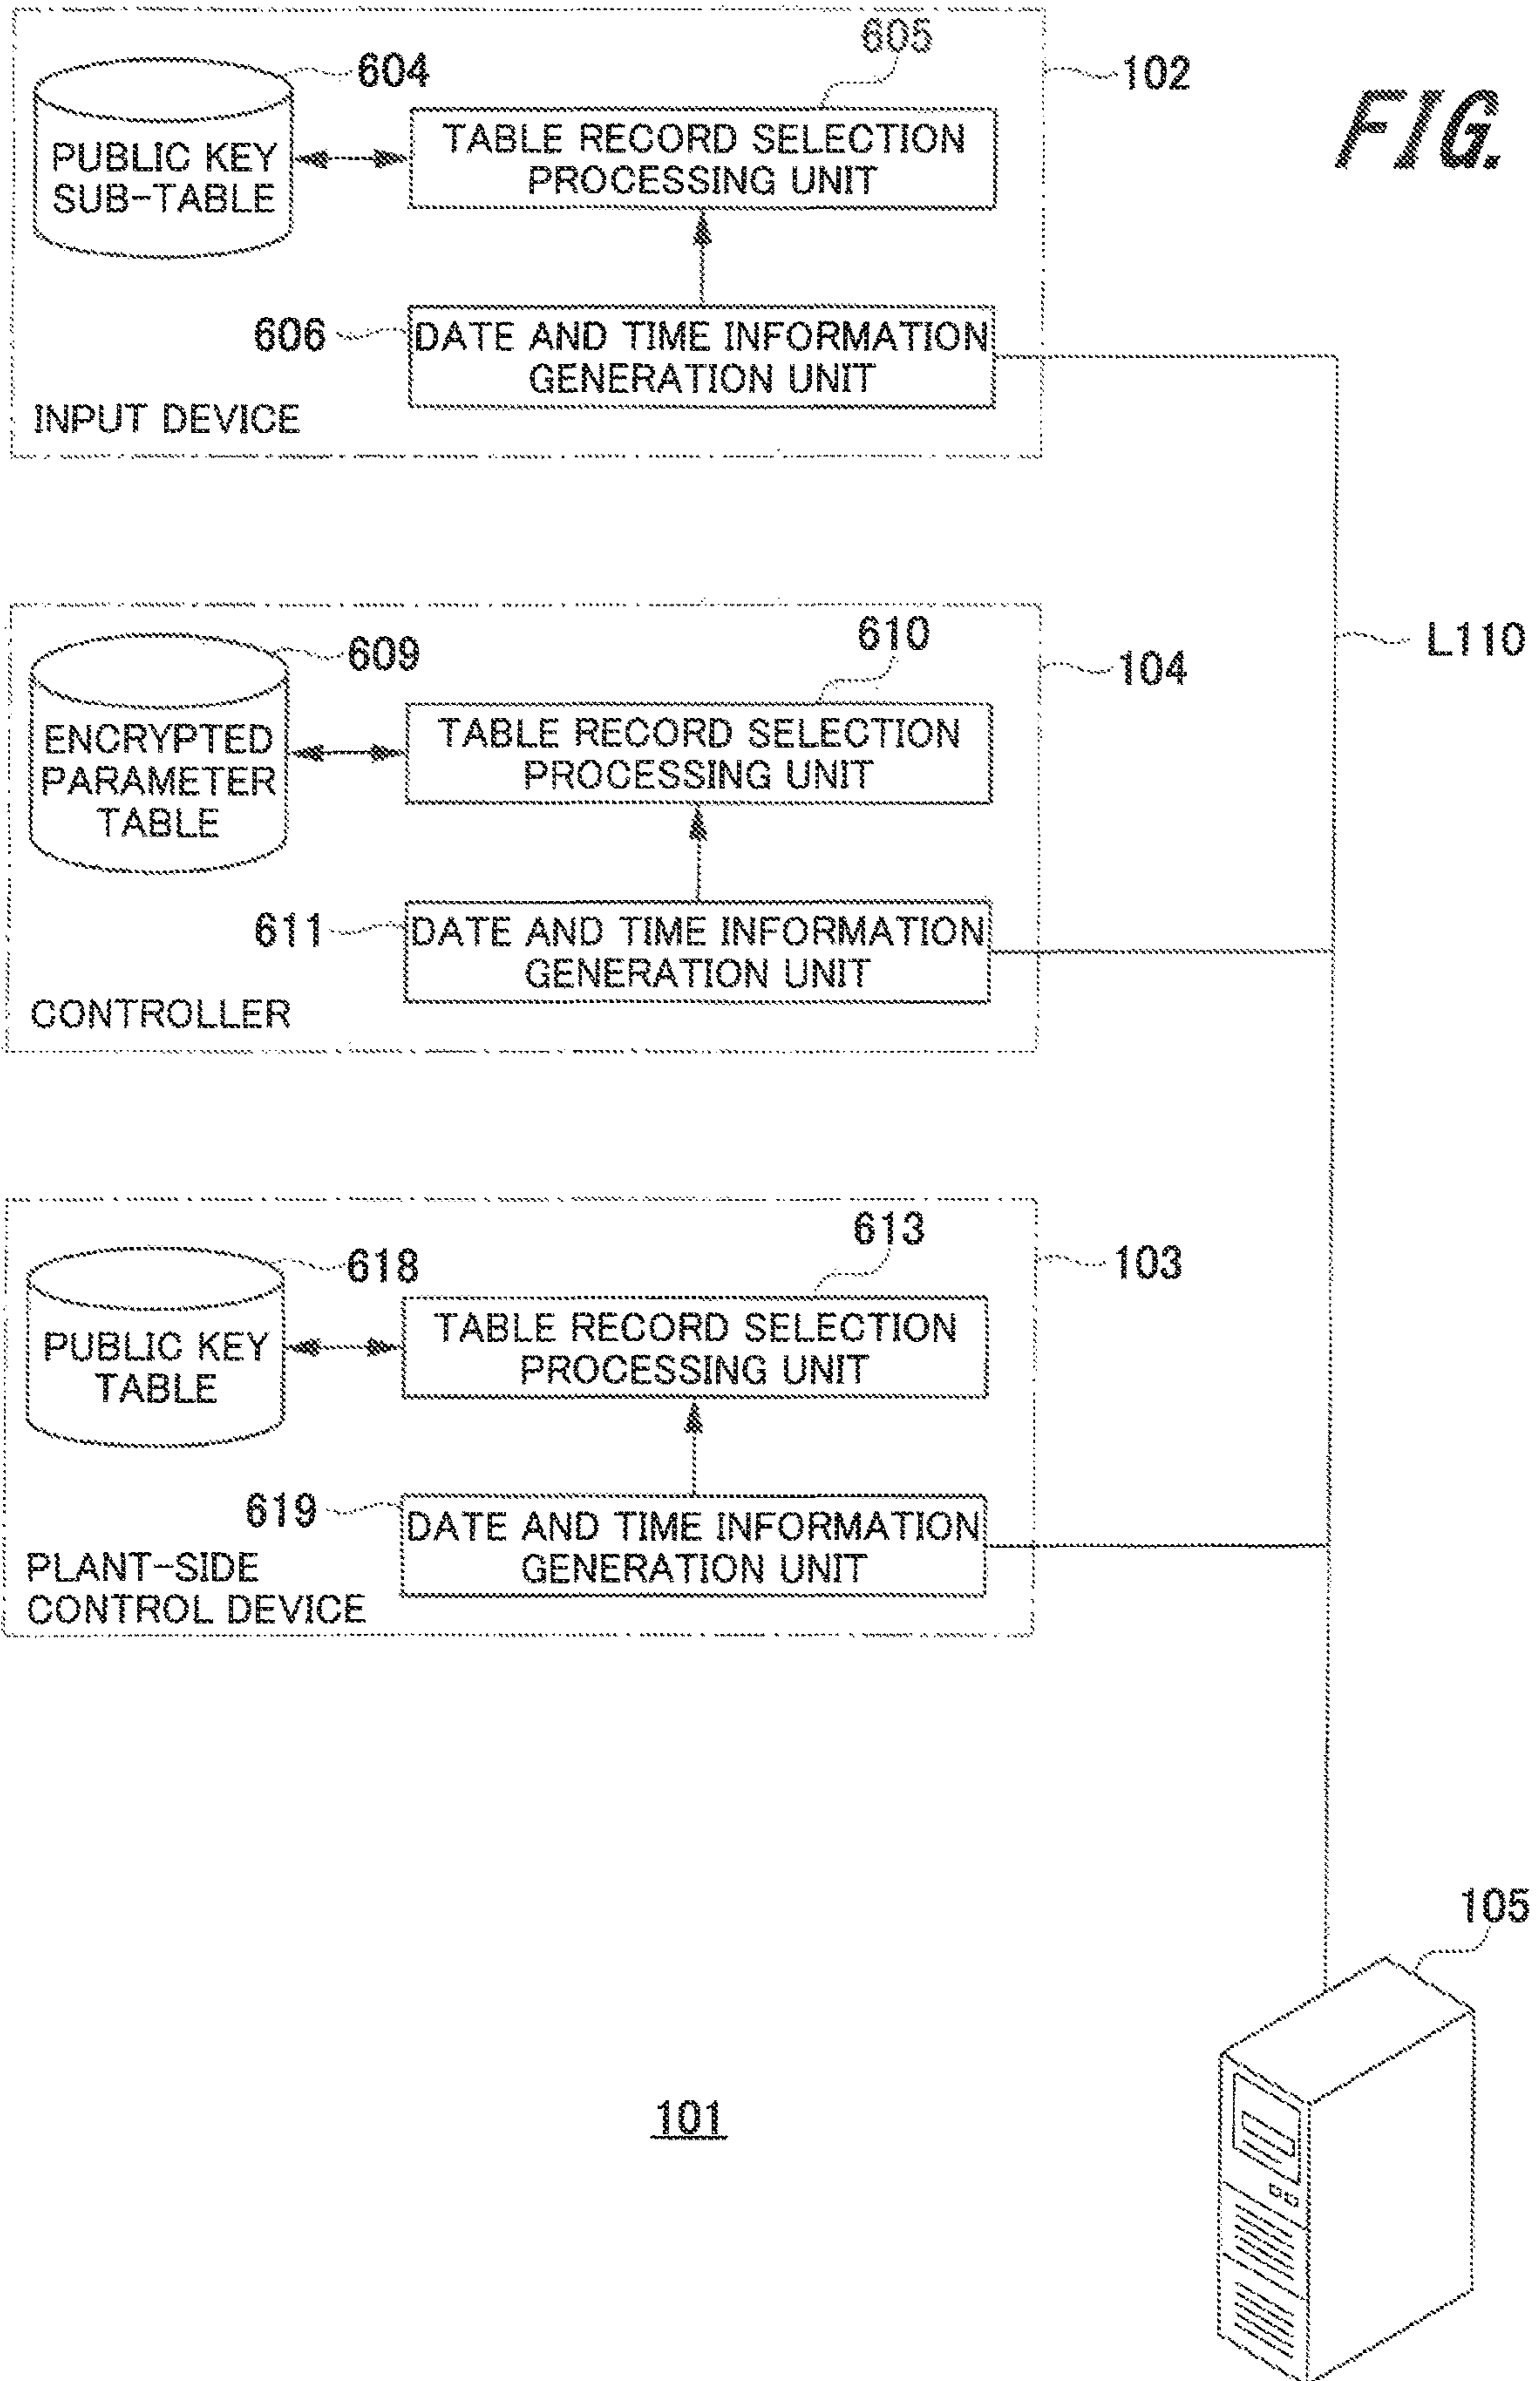 605
604
102
FIG.
PUBLIC KEY
SUB-TABLE
TABLE RECORD SELECTION
PROCESSING UNIT
606
DATE AND TIME INFORMATION
GENERATION UNIT
INPUT DEVICE
610
609
104
L110
ENCRYPTED
PARAMETER
TABLE
TABLE RECORD SELECTION
PROCESSING UNIT
611
DATE AND TIME INFORMATION
GENERATION UNIT
CONTROLLER
613
618
103
PUBLIC KEY
TABLE
TABLE RECORD SELECTION
PROCESSING UNIT
619
DATE AND TIME INFORMATION
GENERATION UNIT
PLANT-SIDE
CONTROL DEVICE
105
101